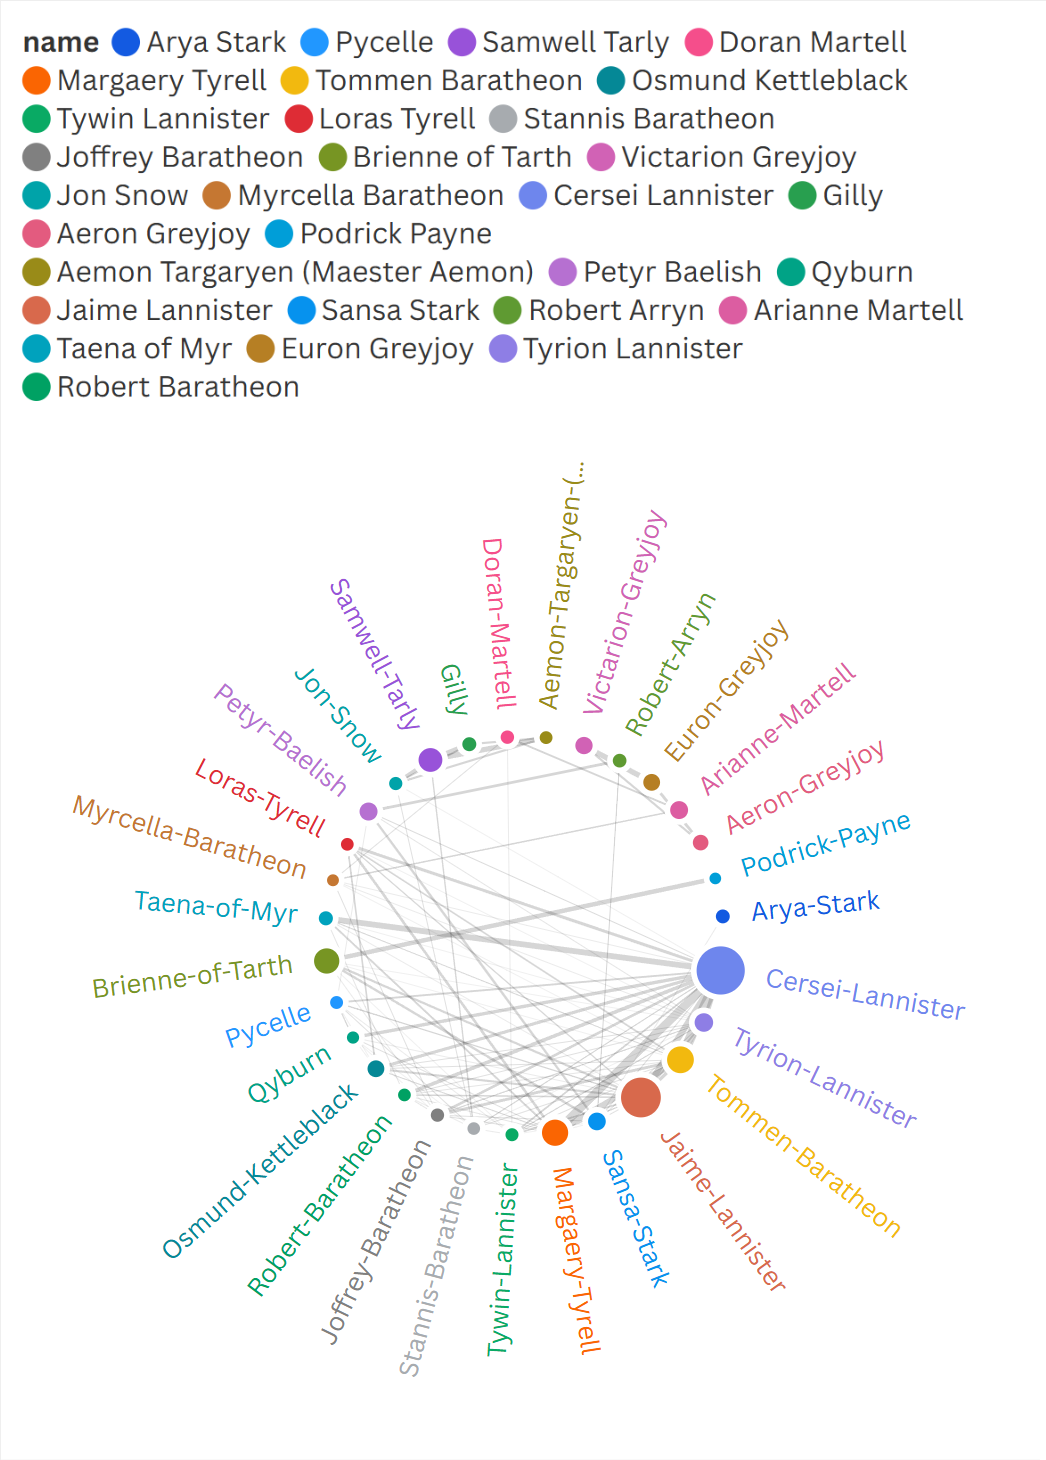 name Arya Stark Pycelle Samwell Tarly Doran Martell
Margaery Tyrell Tommen Baratheon Osmund Kettleblack
Tywin Lannister Loras Tyrell Stannis Baratheon
Joffrey Baratheon Brienne of Tarth Victarion Greyjoy
Jon Snow Myrcella Baratheon Cersei Lannister Gilly
Aeron Greyjoy Podrick Payne
Aemon Targaryen (Maester Aemon) Petyr Baelish Qyburn
Jaime Lannister Sansa Stark Robert Arryn Arianne Martell
Taena of Myr Euron Greyjoy Tyrion Lannister
Robert Baratheon
Aemon-Targaryen-(...
Victarion-Greyjoy
Robert-Arryn
Euron-Greyjoy
Arianne-Martell
Aeron-Greyjoy
Podrick-Payne
Arya-Stark
Cersei-Lannister
Tyrion-Lannister
Tommen-Baratheon
Jaime-Lannister
Sansa-Stark
Margaery-Tyrell
Tywin-Lannister
Stannis-Baratheon
Joffrey-Baratheon
Robert-Baratheon
Osmund-Kettleblack
Qyburn
Pycelle
Brienne-of-Tarth
Taena-of-Myr
Myrcella-Baratheon
Loras-Tyrell
Petyr-Baelish
Jon-Snow
Samwell-Tarly
Gilly
Doran-Martell